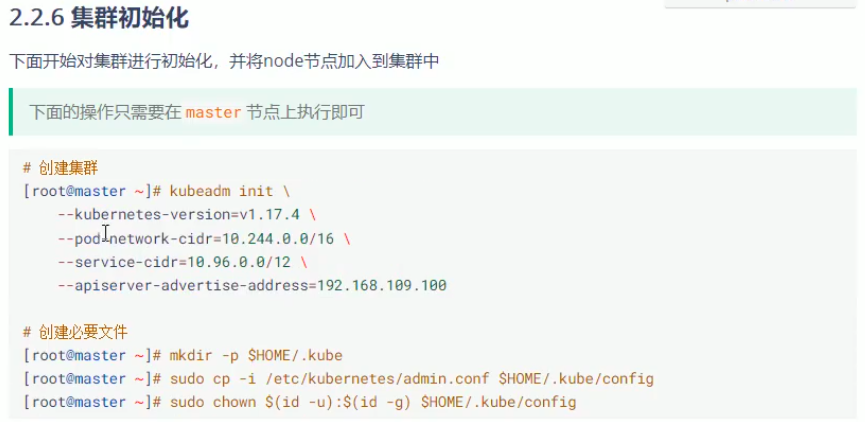 2.2.6 集群初始化
下面开始对集群进行初始化，并将node节点加入到集群中
下面的操作只需要在 master 节点上执行即可
# 创建集群
[root@master ~]# kubeadm init \
    --kubernetes-version=v1.17.4 \
    --pod-network-cidr=10.244.0.0/16 \
    --service-cidr=10.96.0.0/12 \
    --apiserver-advertise-address=192.168.109.100
# 创建必要文件
[root@master ~]# mkdir -p $HOME/.kube
[root@master ~]# sudo cp -i /etc/kubernetes/admin.conf $HOME/.kube/config
[root@master ~]# sudo chown $(id -u):$(id -g) $HOME/.kube/config